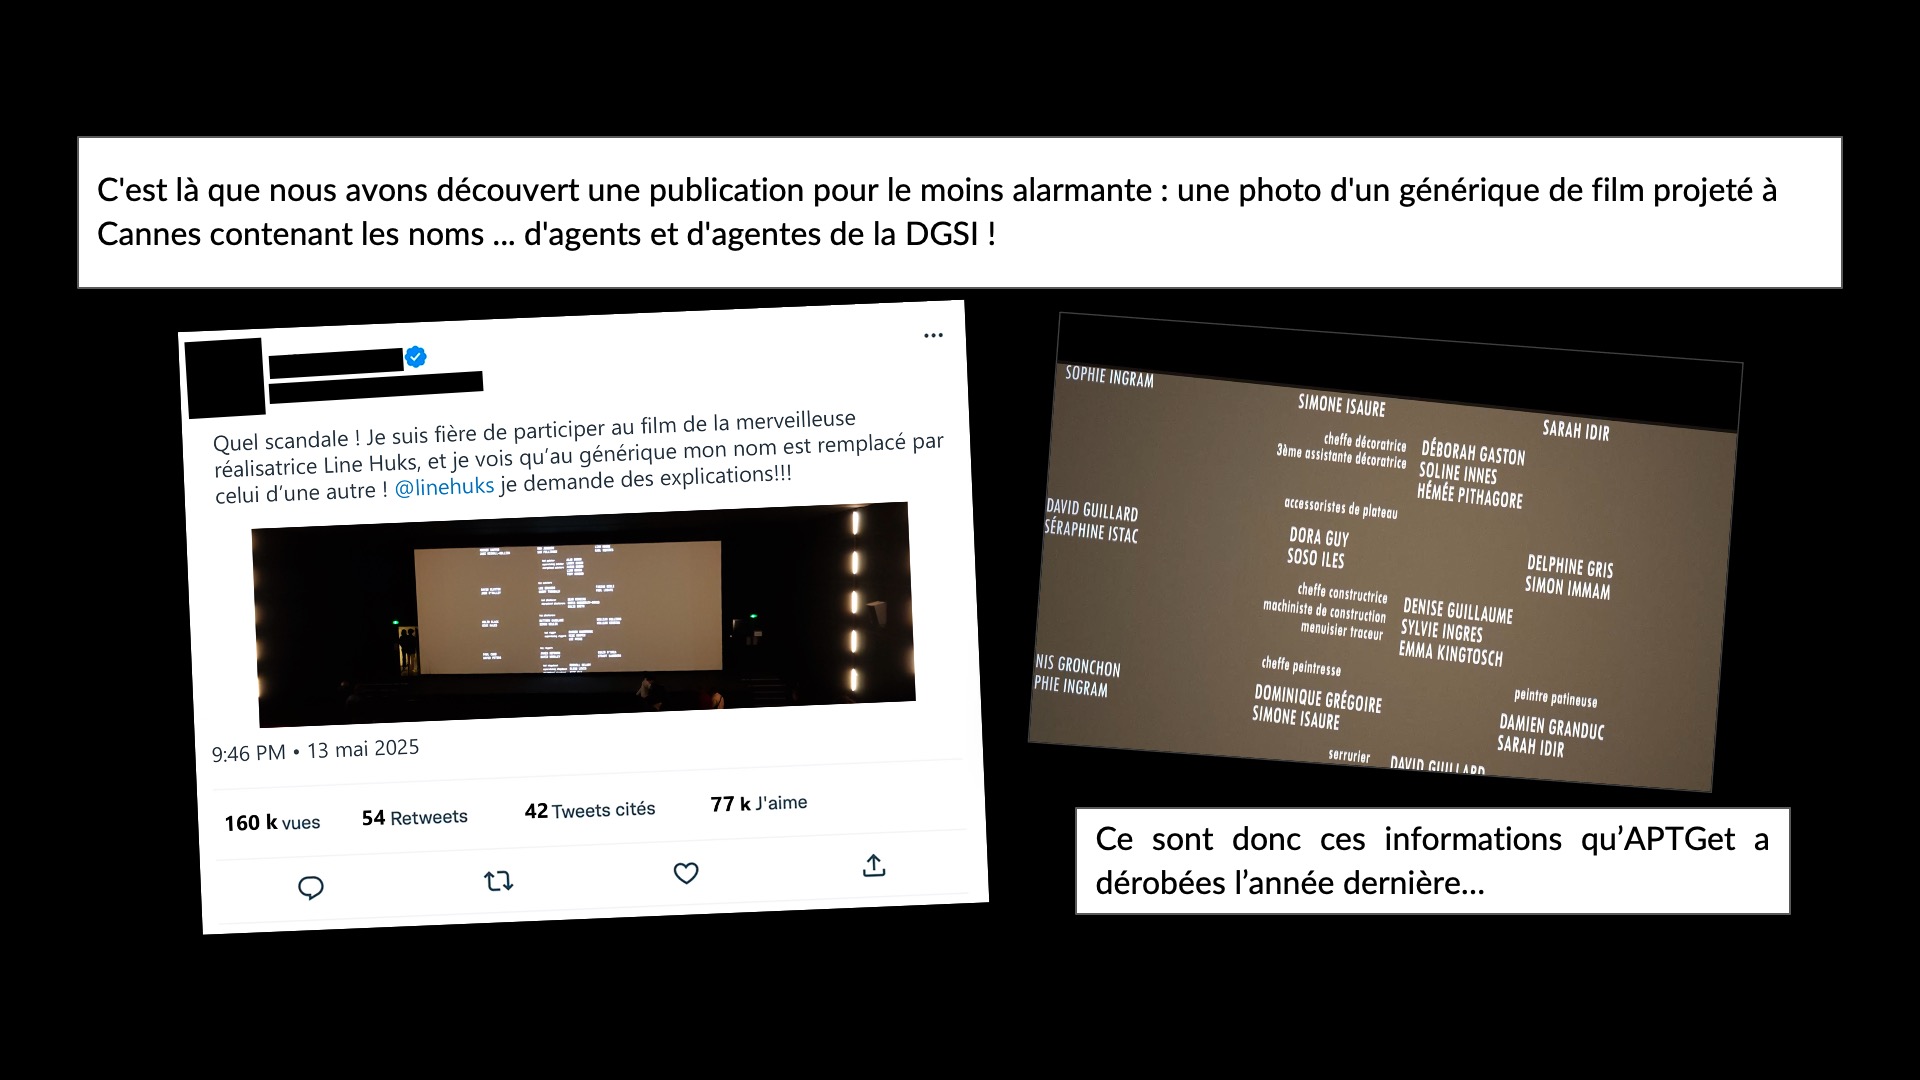 C'est là que nous avons découvert une publication pour le moins alarmante : une photo d'un générique de film projeté à
Cannes contenant les noms ... d'agents et d'agentes de la DGSI !
Quel scandale ! Je suis fière de participer au film de la merveilleuse
réalisatrice Line Huks, et je vois qu’au générique mon nom est remplacé par
celui d’une autre ! @linehuks je demande des explications!!!
9:46 PM • 13 mai 2025
160 k vues 54 Retweets 42 Tweets cités 77 k J'aime
SOPHIE INGRAM
SIMONE ISAURE
SARAH IDIR
cheffe décoratrice DÉBORAH GASTON
3ème assistante décoratrice SOLINE INNES
HÉMÉE PITHAGORE
DAVID GUILLARD
SÉRAPHINE ISTAC
accessoristes de plateau
DORA GUY
SOSO ILES
DELPHINE GRIS
SIMON IMMAM
cheffe constructrice DENISE GUILLAUME
machiniste de construction SYLVIE INGRES
menuisier traceur EMMA KINGTOSCH
NIS GRONCHON
PHIE INGRAM
cheffe peintresse
DOMINIQUE GRÉGOIRE
SIMONE ISAURE
peintre patineuse
DAMIEN GRANDUC
SARAH IDIR
serrurier DAVID GUILLARD
Ce sont donc ces informations qu’APTGet a
dérobées l’année dernière...